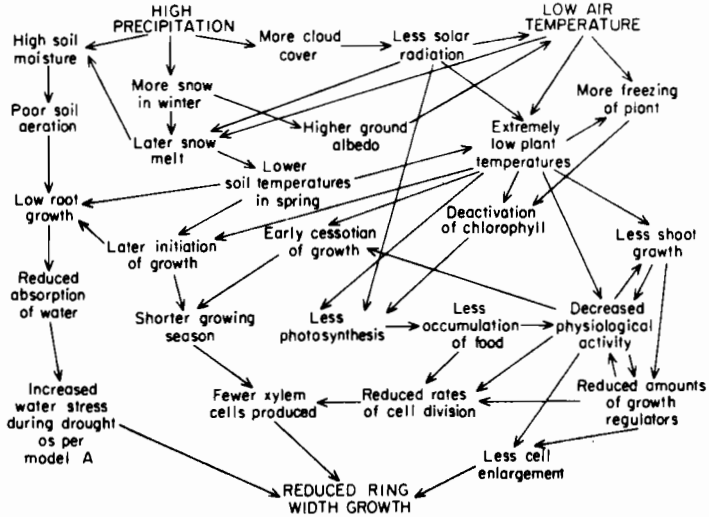 HIGH
PRECIPITATION
LOW AIR
TEMPERATURE
High soil
moisture
More cloud
cover
Less solar
radiation
More snow
in winter
More freezing
of plant
Poor soil
aeration
Higher ground
albedo
Extremely
low plant
temperatures
Later snow
melt
Lower
soil temperatures
in spring
Low root
growth
Deactivation
of chlorophyll
Early cessotian
of growth
Less shoot
growth
Later initiation
of growth
Reduced
absorption
of water
Shorter growing
season
Less
photosynthesis
Less
accumulation
of food
Decreased
physiological
activity
Increased
water stress
during drought
as per
model A
Fewer xylem
cells produced
Reduced rates
of cell division
Reduced amounts
of growth
regulators
Less cell
enlargement
REDUCED RING
WIDTH GROWTH